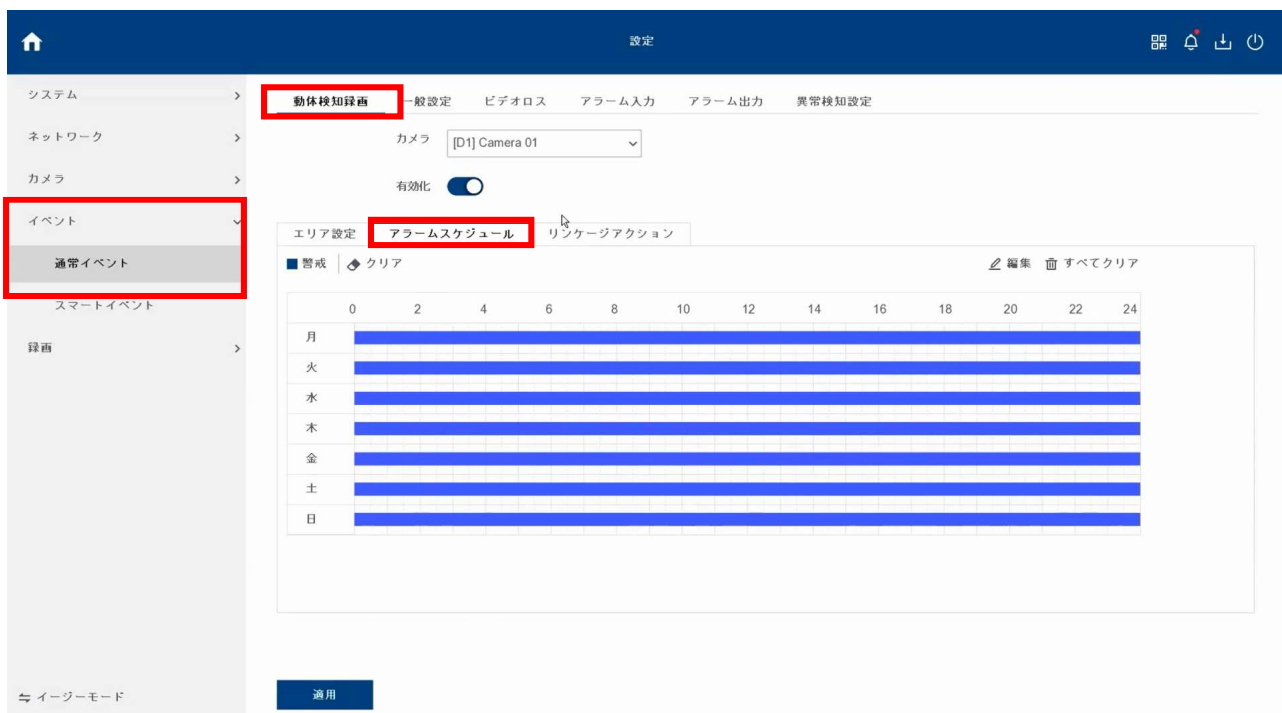 設定
システム
ネットワーク
カメラ
イベント
通常イベント
スマートイベント
録画
イージーモード
動体検知録画 一般設定 ビデオロス アラーム入力 アラーム出力 異常検知設定
カメラ [D1] Camera 01
有効化
エリア設定 アラームスケジュール リンケージアクション
警戒 クリア 編集 すべてクリア
0 2 4 6 8 10 12 14 16 18 20 22 24
月
火
水
木
金
土
日
適用